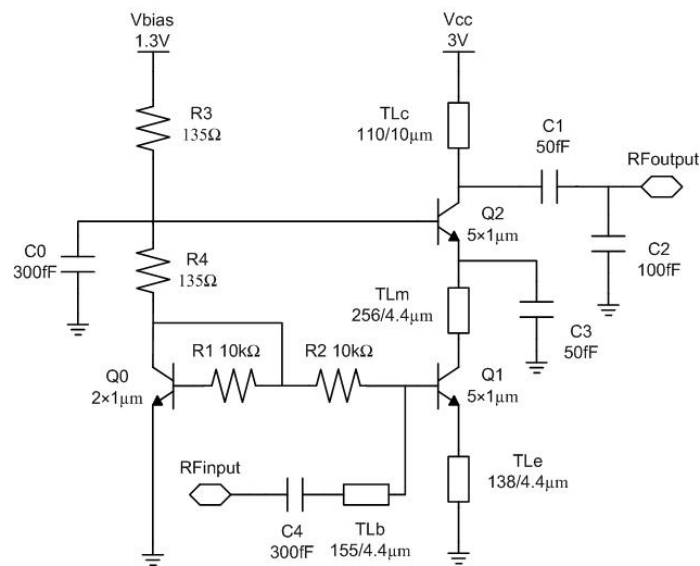 Vbias
1.3V
Vcc
3V
R3
135Ω
TLc
110/10μm
C1
50fF
RFoutput
Q2
5×1μm
C2
100fF
C0
300fF
R4
135Ω
TLm
256/4.4μm
C3
50fF
R1 10kΩ
R2 10kΩ
Q0
2×1μm
Q1
5×1μm
RFinput
C4
300fF
TLb
155/4.4μm
TLe
138/4.4μm